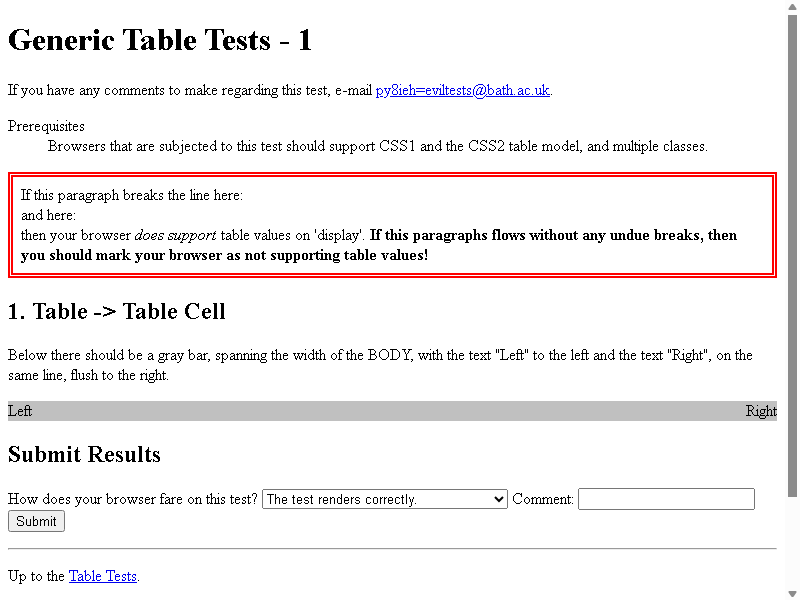 Generic Table Tests - 1
If you have any comments to make regarding this test, e-mail py8ieh=eviltests@bath.ac.uk.
Prerequisites
Browsers that are subjected to this test should support CSS1 and the CSS2 table model, and multiple classes.
If this paragraph breaks the line here:
and here:
then your browser does support table values on 'display'. If this paragraphs flows without any undue breaks, then
you should mark your browser as not supporting table values!
1. Table -> Table Cell
Below there should be a gray bar, spanning the width of the BODY, with the text "Left" to the left and the text "Right", on the
same line, flush to the right.
Left Right
Submit Results
How does your browser fare on this test? The test renders correctly. Comment:
Submit
Up to the Table Tests.